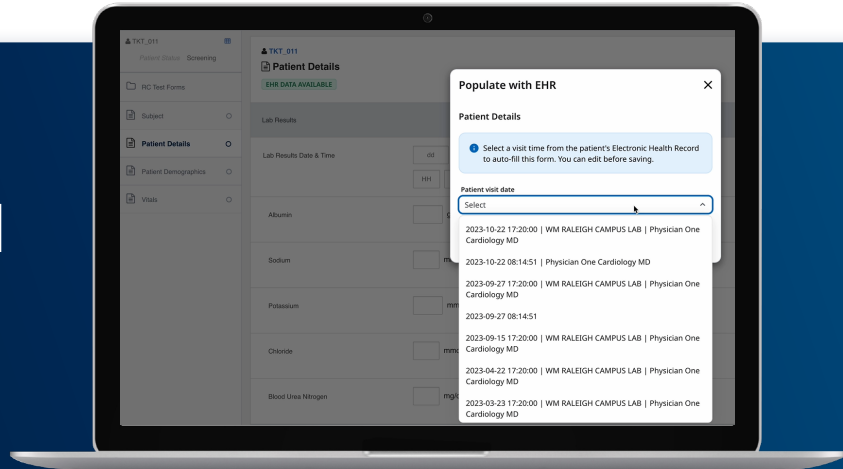 TKT_011
Patient Status Screening
RC Test Forms
Subject
Patient Details
Patient Demographics
Vitals
TKT_011
Patient Details
EHR DATA AVAILABLE
Lab Results
Lab Results Date & Time
dd
HH
Albumin
g
Sodium
m
Potassium
mm
Chloride
mmo
Blood Urea Nitrogen
mg/d
Populate with EHR
Patient Details
Select a visit time from the patient's Electronic Health Record
to auto-fill this form. You can edit before saving.
Patient visit date
Select
2023-10-22 17:20:00 | WM RALEIGH CAMPUS LAB | Physician One
Cardiology MD
2023-10-22 08:14:51 | Physician One Cardiology MD
2023-09-27 17:20:00 | WM RALEIGH CAMPUS LAB | Physician One
Cardiology MD
2023-09-27 08:14:51
2023-09-15 17:20:00 | WM RALEIGH CAMPUS LAB | Physician One
Cardiology MD
2023-04-22 17:20:00 | WM RALEIGH CAMPUS LAB | Physician One
Cardiology MD
2023-03-23 17:20:00 | WM RALEIGH CAMPUS LAB | Physician One
Cardiology MD